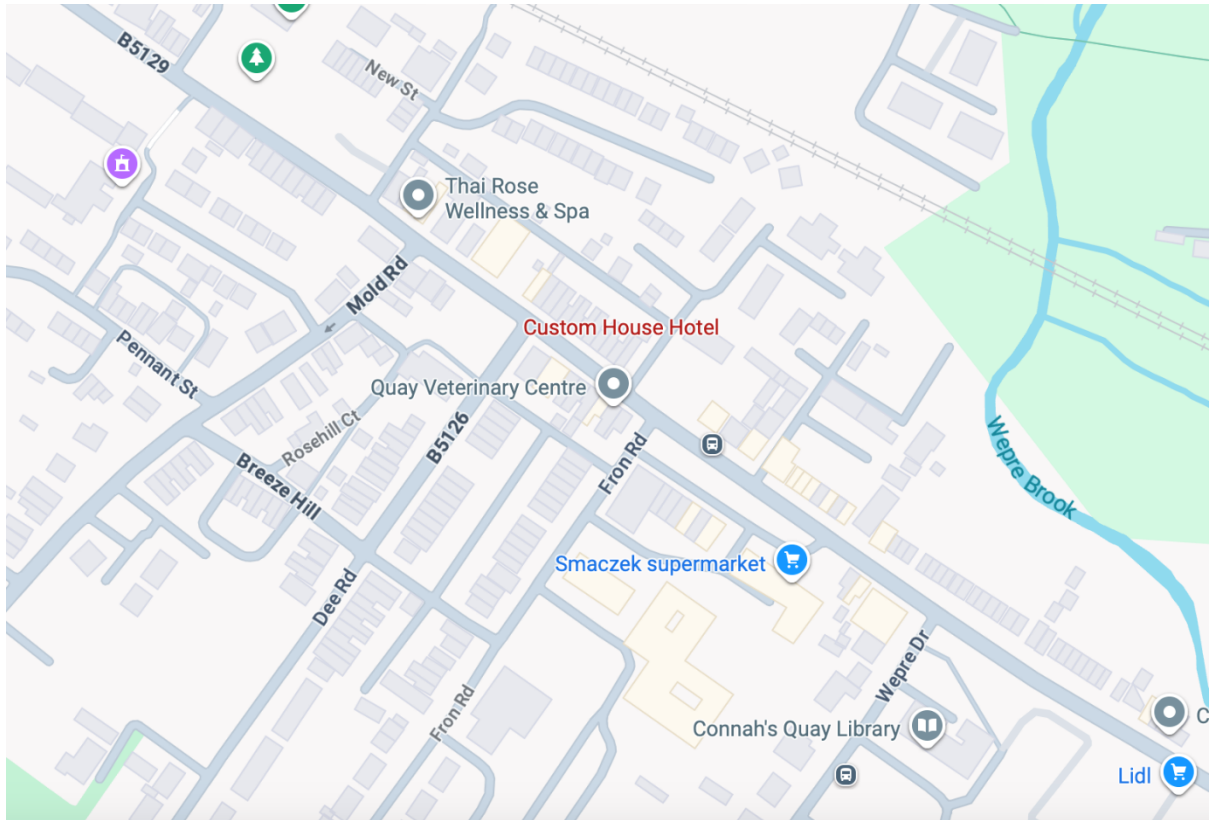 B5129
New St
Thai Rose
Wellness & Spa
Mold Rd
Custom House Hotel
Pennant St
Quay Veterinary Centre
Rosehill Ct
B5126
Fron Rd
Wepre Brook
Breeze Hill
Smaczek supermarket
Dee Rd
Wepre Dr
Fron Rd
Connah's Quay Library
C
Lidl